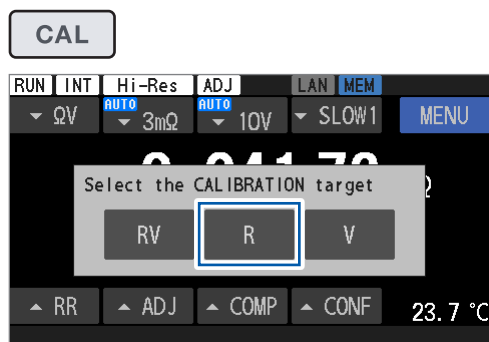 CAL
RUN INT Hi-Res ADJ LAN MEM
ΩV AUTO 3mΩ AUTO 10V SLOW1 MENU
Select the CALIBRATION target
RV R V
RR ADJ COMP CONF 23.7 °C